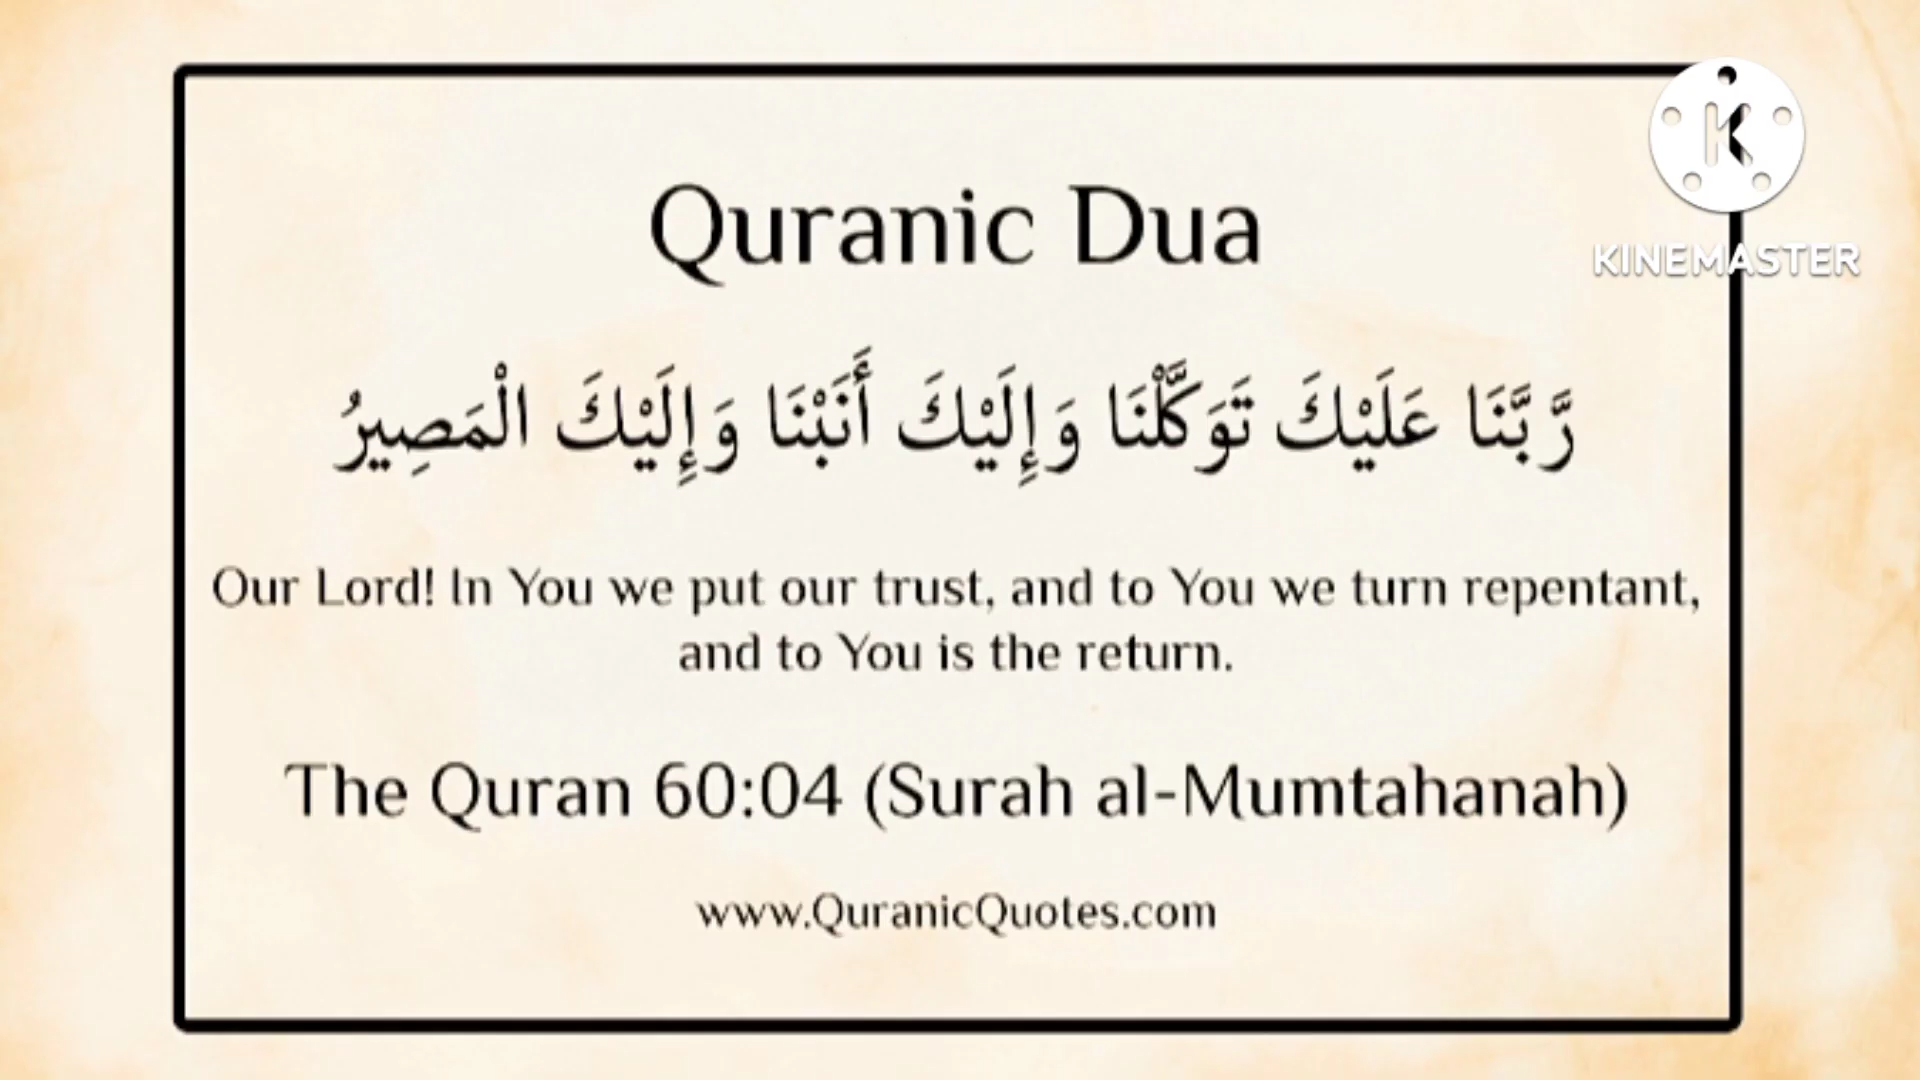 Quranic Dua
KINEMASTER
رَّبَّنَا عَلَيْكَ تَوَكَّلْنَا وَإِلَيْكَ أَنَبْنَا وَإِلَيْكَ الْمَصِيرُ
Our Lord! In You we put our trust, and to You we turn repentant,
and to You is the return.
The Quran 60:04 (Surah al-Mumtahanah)
www.QuranicQuotes.com